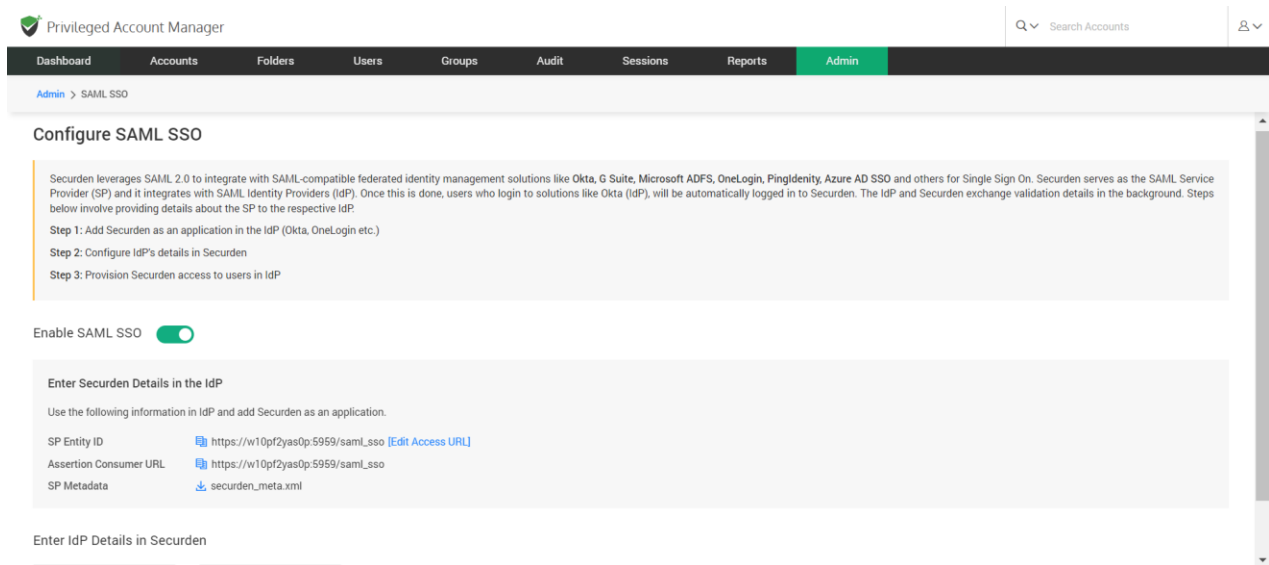 Privileged Account Manager
Search Accounts
Dashboard Accounts Folders Users Groups Audit Sessions Reports Admin
Admin > SAML SSO
Configure SAML SSO
Securden leverages SAML 2.0 to integrate with SAML-compatible federated identity management solutions like Okta, G Suite, Microsoft ADFS, OneLogin, PingIdenity, Azure AD SSO and others for Single Sign On. Securden serves as the SAML Service
Provider (SP) and it integrates with SAML Identity Providers (IdP). Once this is done, users who login to solutions like Okta (IdP), will be automatically logged in to Securden. The IdP and Securden exchange validation details in the background. Steps
below involve providing details about the SP to the respective IdP.
Step 1: Add Securden as an application in the IdP (Okta, OneLogin etc.)
Step 2: Configure IdP's details in Securden
Step 3: Provision Securden access to users in IdP
Enable SAML SSO
Enter Securden Details in the IdP
Use the following information in IdP and add Securden as an application.
SP Entity ID https://w10pf2yas0p:5959/saml_sso [Edit Access URL]
Assertion Consumer URL https://w10pf2yas0p:5959/saml_sso
SP Metadata securden_meta.xml
Enter IdP Details in Securden